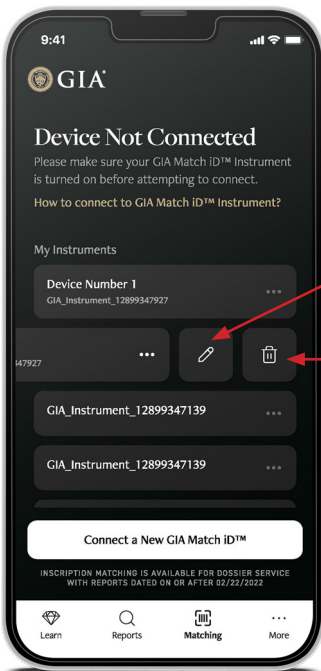 9:41
GIA®
Device Not Connected
Please make sure your GIA
Match iD™ Instrument
is turned on before attempting to connect.
How to connect to GIA Match iD™ Instrument?
My Instruments
Device Number 1
GIA_Instrument_12899347927
47927
GIA_Instrument_12899347139
GIA_Instrument_12899347139
Connect a New GIA Match iD™
INSCRIPTION MATCHING IS AVAILABLE FOR DOSSIER SERVICE
WITH REPORTS DATED ON OR AFTER 02/22/2022
Learn
Reports
Matching
More